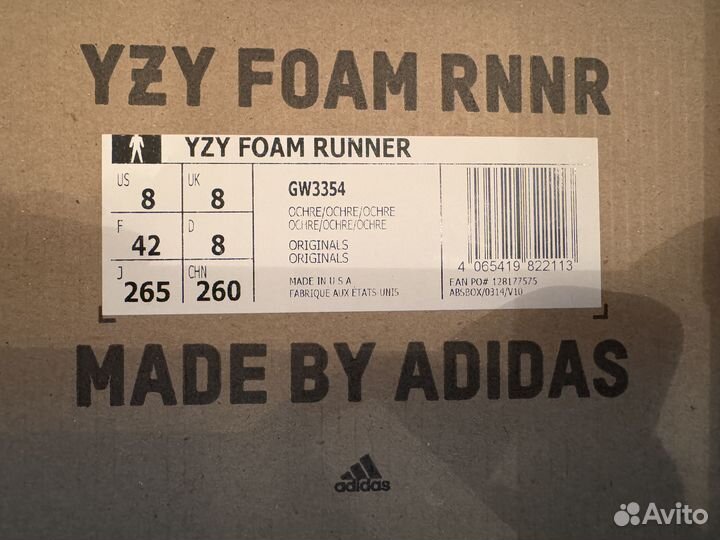 YZY FOAM RNNR
YZY FOAM RUNNER
US 8 UK 8
F 42 D 8
J 265 CHN 260
GW3354
OCHRE/OCHRE/OCHRE
OCHRE/OCHRE/OCHRE
ORIGINALS
ORIGINALS
MADE IN U S A
FABRIQUE AUX ÉTATS-UNIS
4 065419 822113
EAN PO# 128177575
ABSBOX/0314/V10
MADE BY ADIDAS
adidas
Avito